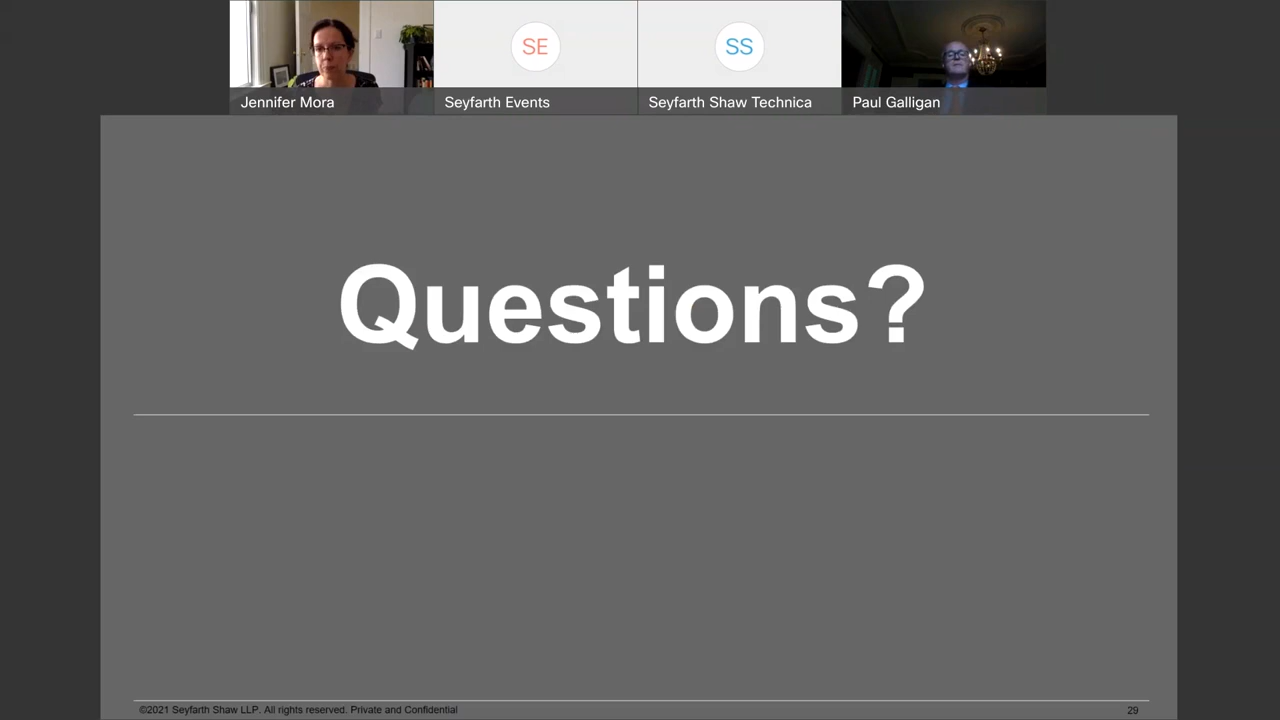 SE
SS
Jennifer Mora
Seyfarth Events
Seyfarth Shaw Technica
Paul Galligan
Questions?
©2021 Seyfarth Shaw LLP. All rights reserved. Private and Confidential
29